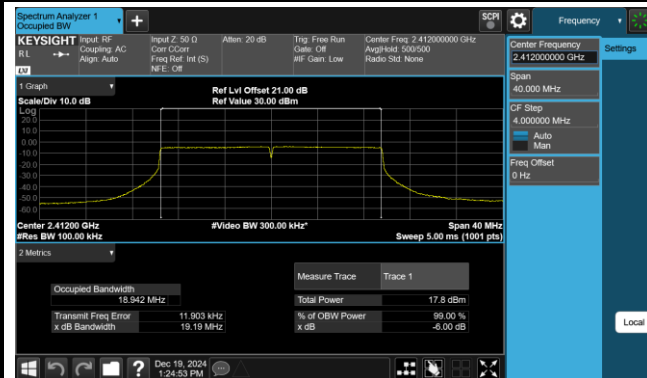 Spectrum Analyzer 1
Occupied BW
SCPI
Frequency
KEYSIGHT Input: RF Input Z: 50 Ω Atten: 20 dB Trig: Free Run Center Freq: 2.412000000 GHz
RL Coupling: AC Corr CCorr Gate: Off Avg|Hold: 500/500
Align: Auto Freq Ref: Int (S) #IF Gain: Low Radio Std: None
NFE: Off
LXI
Center Frequency
2.412000000 GHz
Settings
Span
40.000 MHz
CF Step
4.000000 MHz
Auto
Man
Freq Offset
0 Hz
1 Graph
Ref Lvl Offset 21.00 dB
Scale/Div 10.0 dB Ref Value 30.00 dBm
Log
20.0
10.0
0.00
-10.0
-20.0
-30.0
-40.0
-50.0
-60.0
Center 2.41200 GHz #Video BW 300.00 kHz* Span 40 MHz
#Res BW 100.00 kHz Sweep 5.00 ms (1001 pts)
2 Metrics
Measure Trace Trace 1
Occupied Bandwidth
18.942 MHz Total Power 17.8 dBm
Transmit Freq Error 11.903 kHz % of OBW Power 99.00 %
x dB Bandwidth 19.19 MHz x dB -6.00 dB
Local
Dec 19, 2024
1:24:53 PM